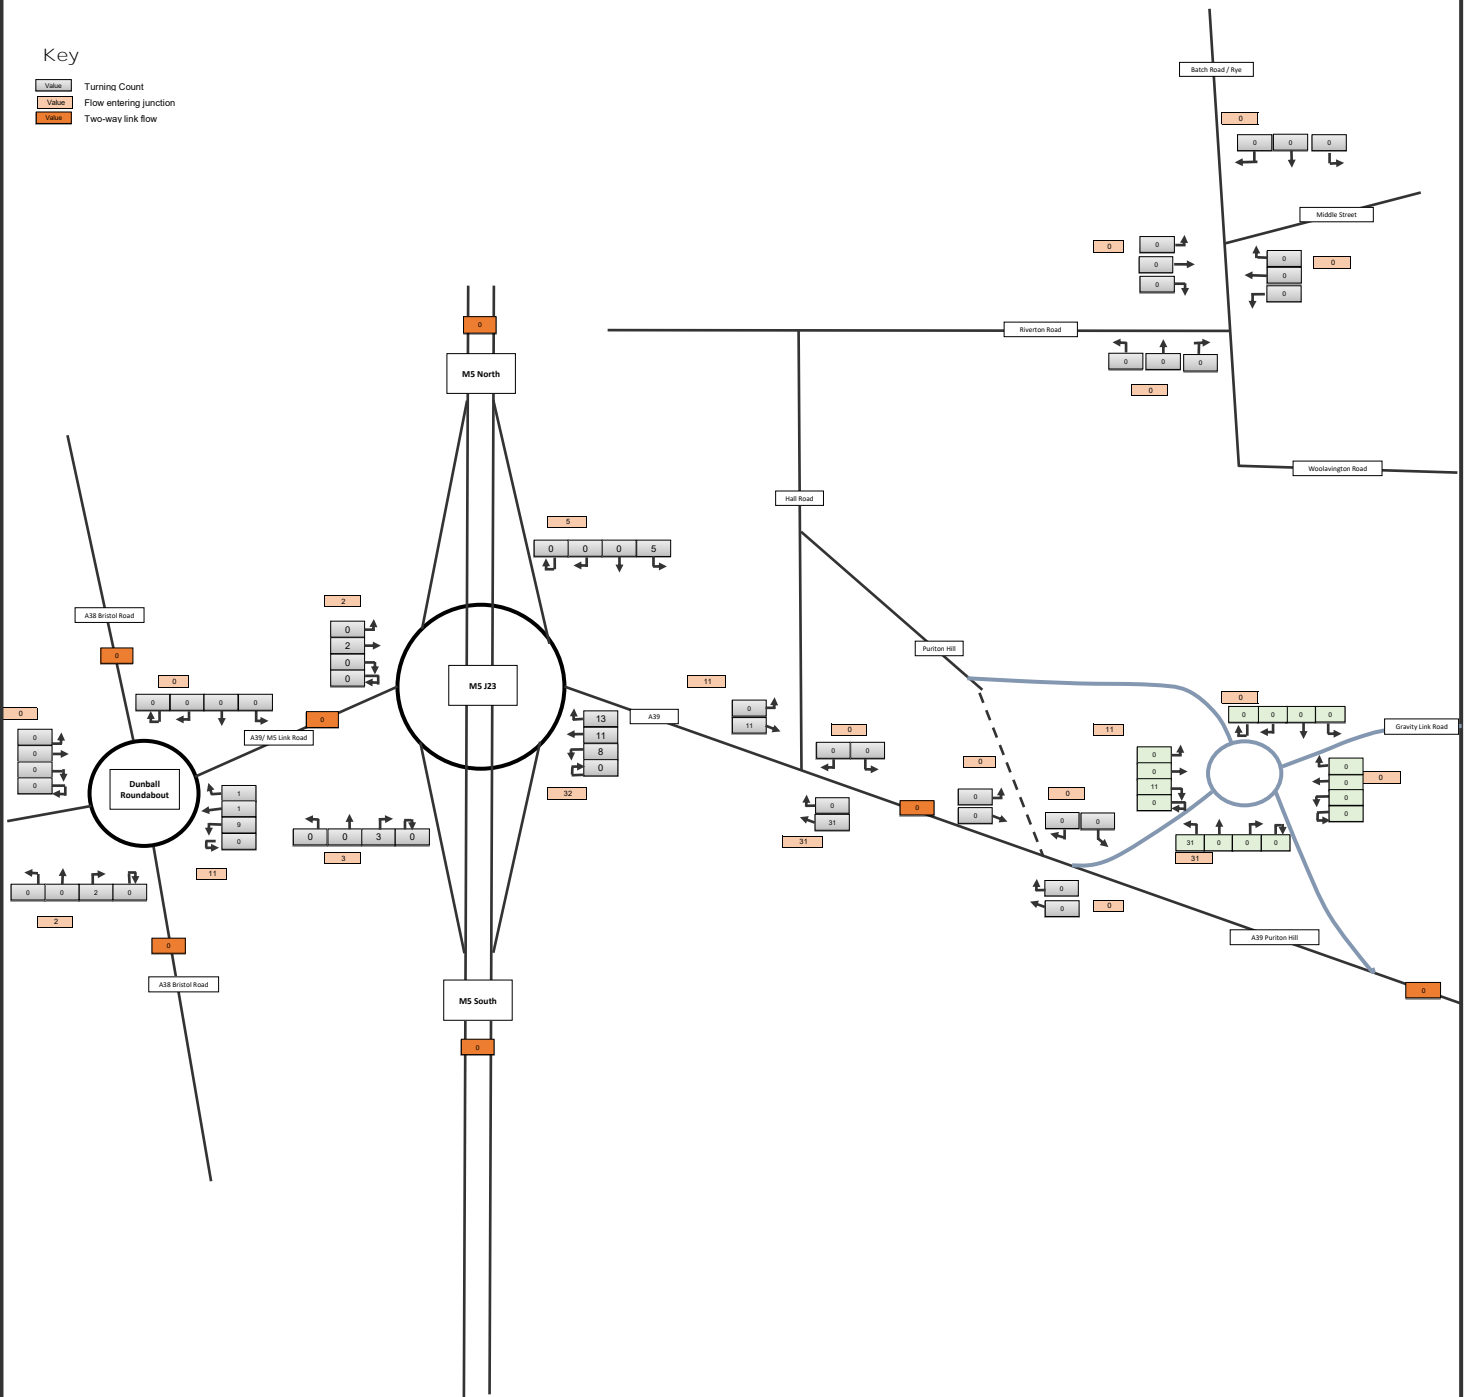 Key
Value Turning Count
Value Flow entering junction
Value Two-way link flow
Batch Road / Rye
0
0 0 0
Middle Street
0
0
0
0
0
0
0
0
0
Riverton Road
0 0 0
0
Woolavington Road
0
M5 North
Hall Road
5
0 0 0 5
A38 Bristol Road
0
2
0
2
0
0
M5 J23
Puriton Hill
0
0 0 0 0
0
A39/ M5 Link Road
0
0
0
0
0
Dunball
Roundabout
1
1
9
0
11
0 0 2 0
2
0 0 3 0
3
13
11
8
0
32
A39
11
0
11
0
0 0
0
31
31
0
0
0
0
0
0 0
0
0
0
11
0
0
11
0
0
0 0 0 0
Gravity Link Road
0
0
0
0
0
31 0 0 0
31
A39 Puriton Hill
0
0
A38 Bristol Road
M5 South
0